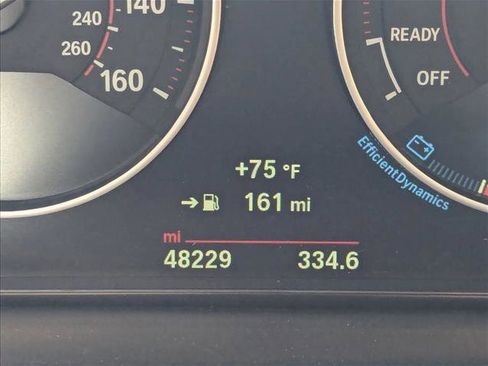 240
140
260
160
READY
OFF
EfficientDynamics
+75 °F
➔ 161 mi
mi
48229 334.6